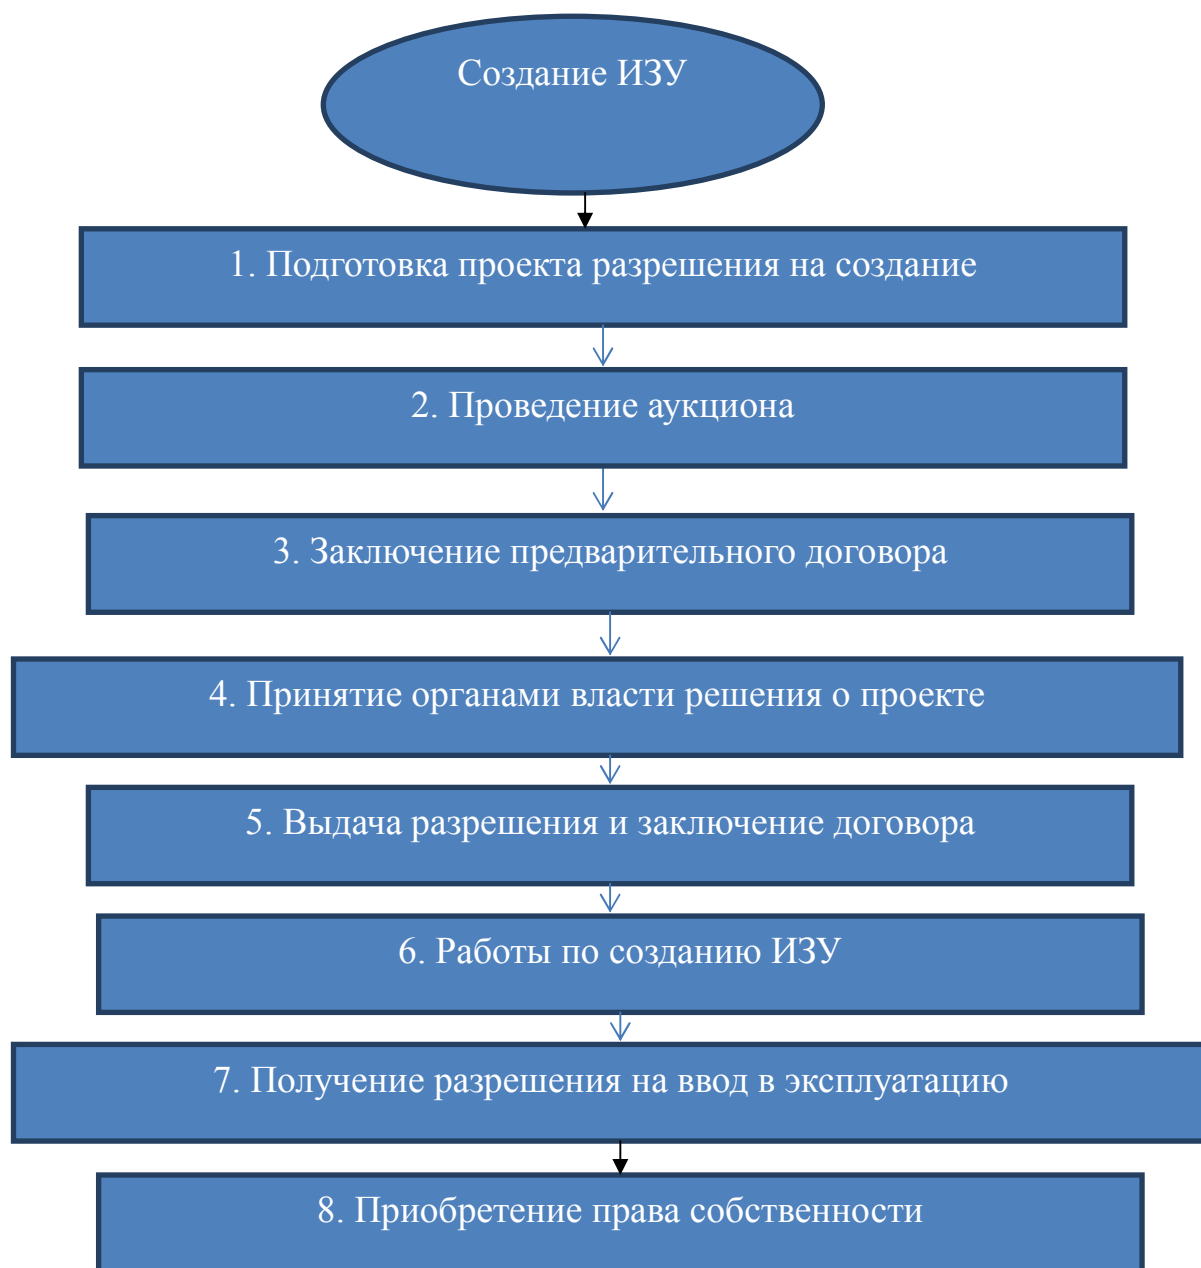 Создание ИЗУ
1. Подготовка проекта разрешения на создание
2. Проведение аукциона
3. Заключение предварительного договора
4. Принятие органами власти решения о проекте
5. Выдача разрешения и заключение договора
6. Работы по созданию ИЗУ
7. Получение разрешения на ввод в эксплуатацию
8. Приобретение права собственности